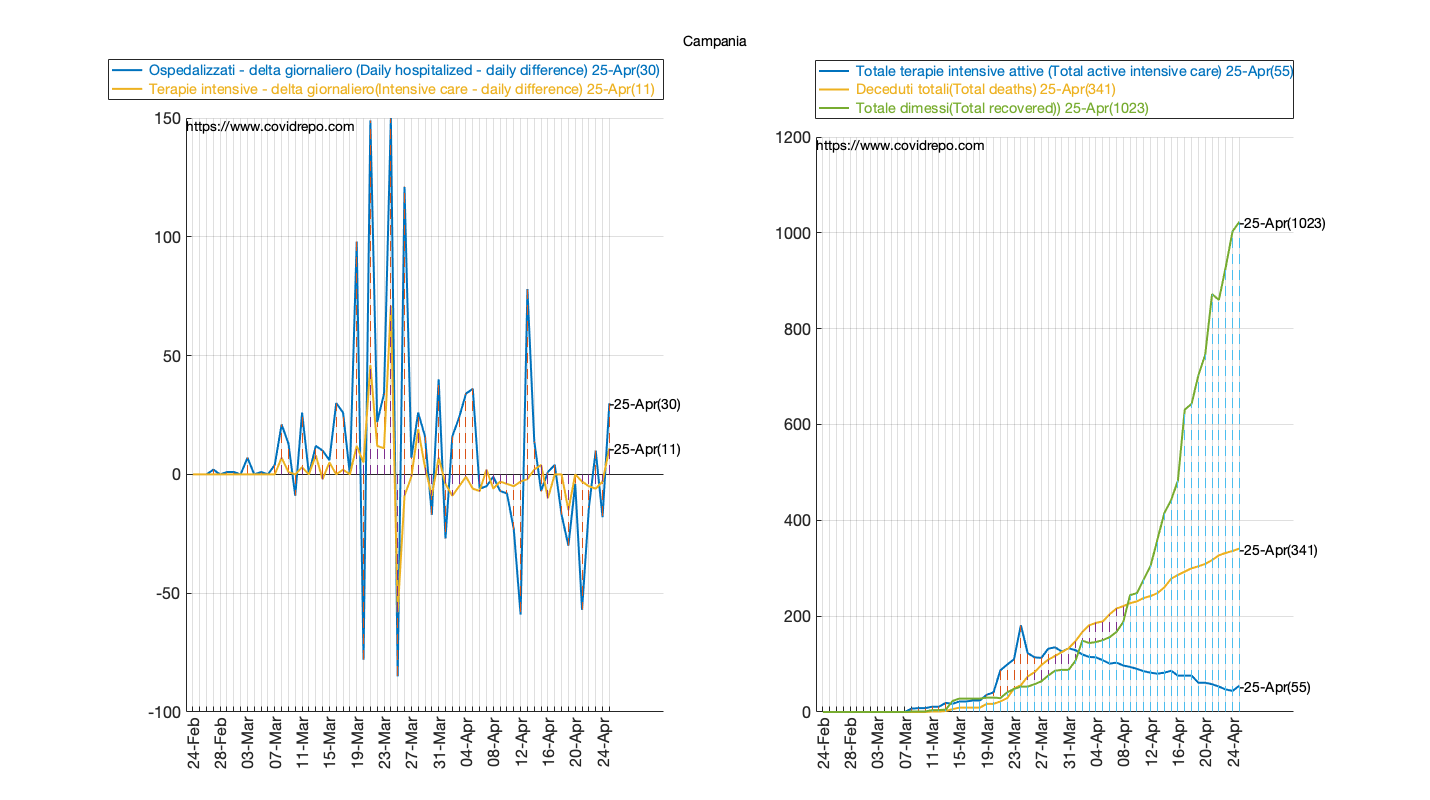 Campania
Ospedalizzati - delta giornaliero (Daily hospitalized - daily difference) 25-Apr(30)
Terapie intensive - delta giornaliero(Intensive care - daily difference) 25-Apr(11)
https://www.covidrepo.com
150
100
50
0
-50
-100
25-Apr(30)
25-Apr(11)
24-Feb
28-Feb
03-Mar
07-Mar
11-Mar
15-Mar
19-Mar
23-Mar
27-Mar
31-Mar
04-Apr
08-Apr
12-Apr
16-Apr
20-Apr
24-Apr
Totale terapie intensive attive (Total active intensive care) 25-Apr(55)
Deceduti totali(Total deaths) 25-Apr(341)
Totale dimessi(Total recovered)) 25-Apr(1023)
https://www.covidrepo.com
1200
1000
800
600
400
200
0
25-Apr(1023)
25-Apr(341)
25-Apr(55)
24-Feb
28-Feb
03-Mar
07-Mar
11-Mar
15-Mar
19-Mar
23-Mar
27-Mar
31-Mar
04-Apr
08-Apr
12-Apr
16-Apr
20-Apr
24-Apr